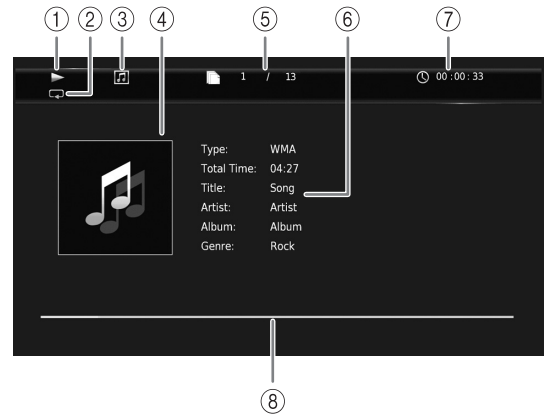 ① ② ③ ④ ⑤ ⑥ ⑦
1 / 13 00:00:33
Type: WMA
Total Time: 04:27
Title: Song
Artist: Artist
Album: Album
Genre: Rock
⑧